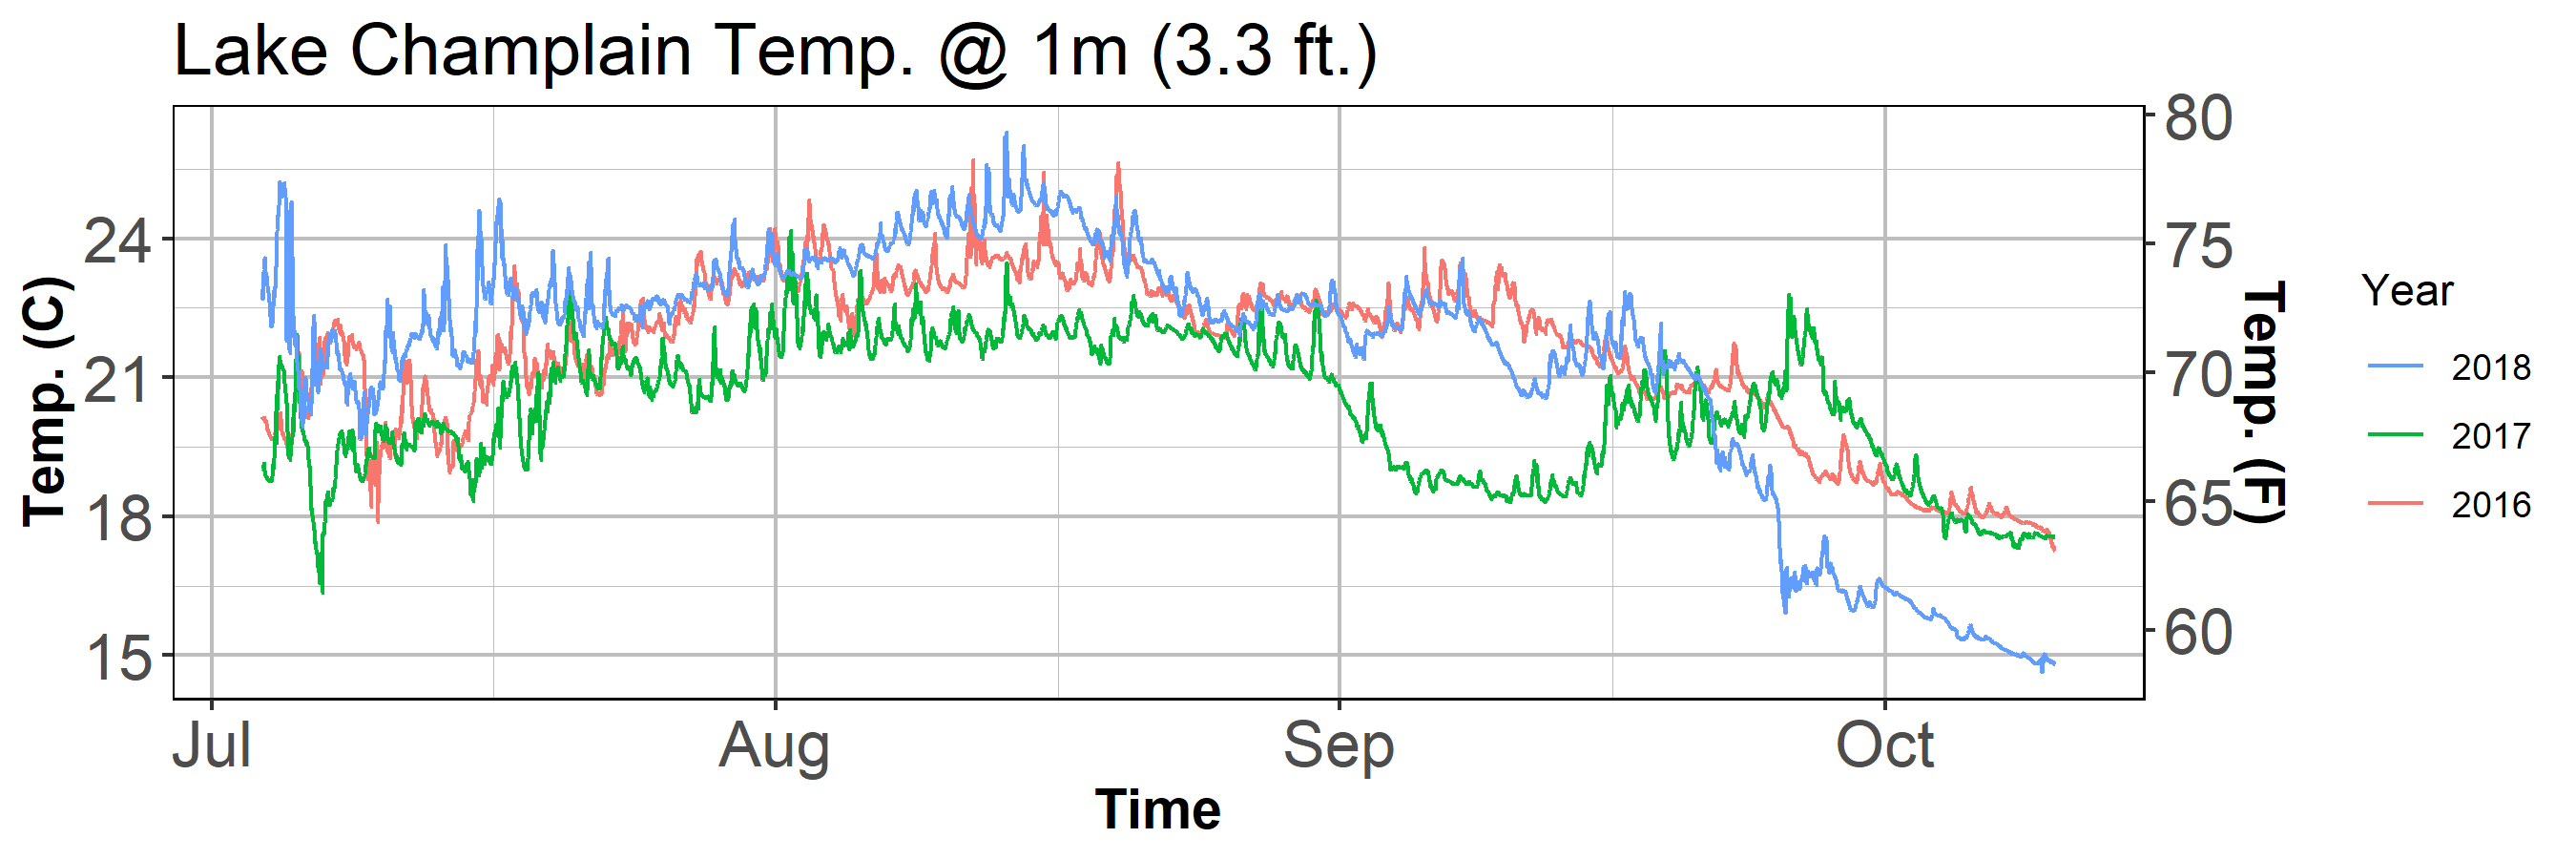 Lake Champlain Temp. @ 1m (3.3 ft.)
Temp. (C)
24
21
18
15
80
75
70
65
60
Temp. (F)
Jul
Aug
Sep
Oct
Time
Year
2018
2017
2016